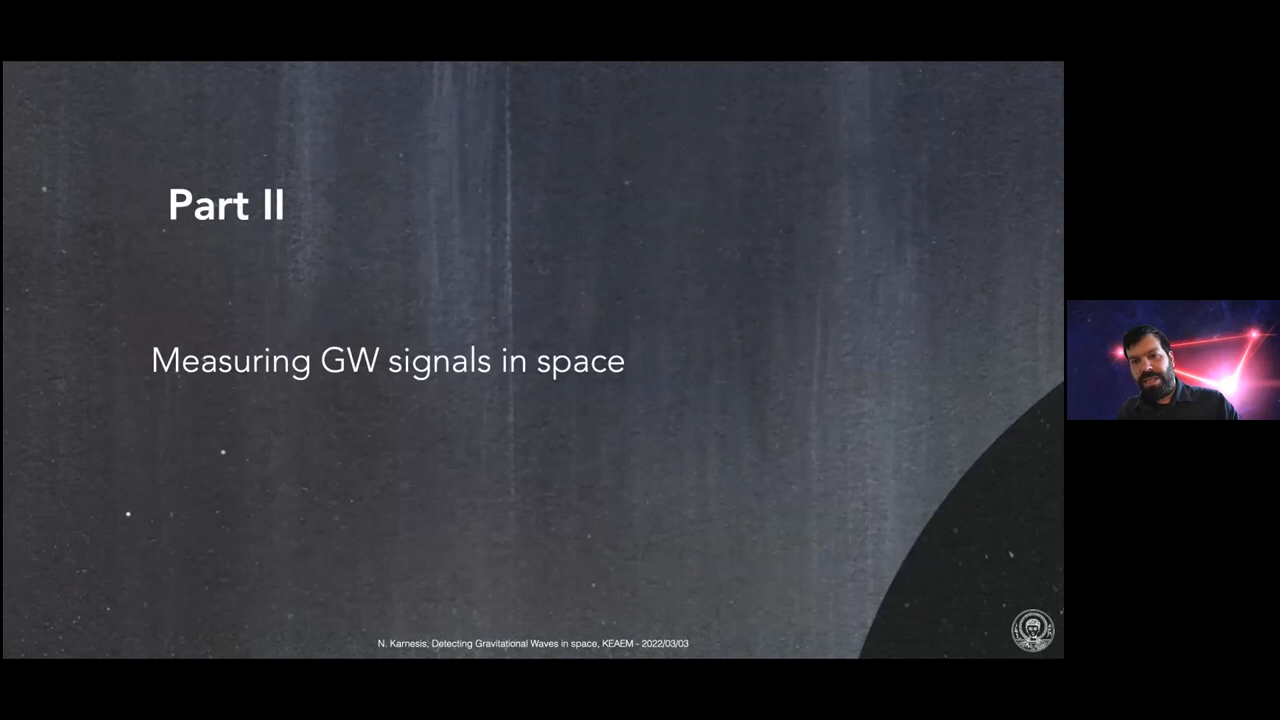 Part II
Measuring GW signals in space
N. Karnesis, Detecting Gravitational Waves in space, KEAEM - 2022/03/03